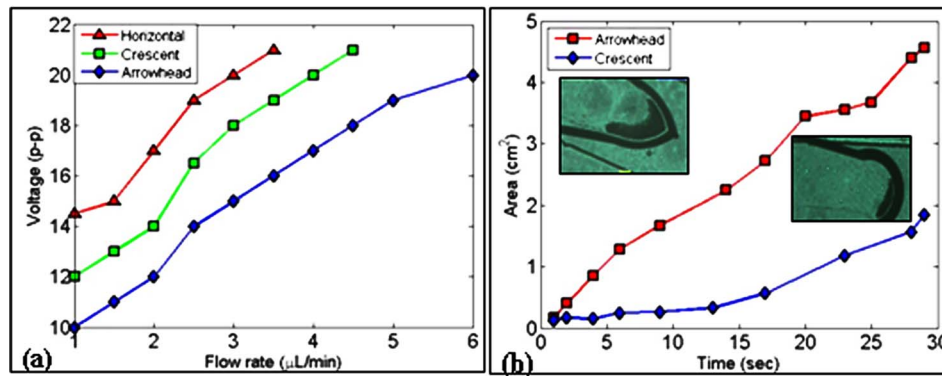 22
20
18
16
14
12
10
Voltage (p-p)
Horizontal
Crescent
Arrowhead
1 2 3 4 5 6
Flow rate (μL/min)
(a)
5
4
3
2
1
0
Area (cm²)
Arrowhead
Crescent
0 5 10 15 20 25 30
Time (sec)
(b)